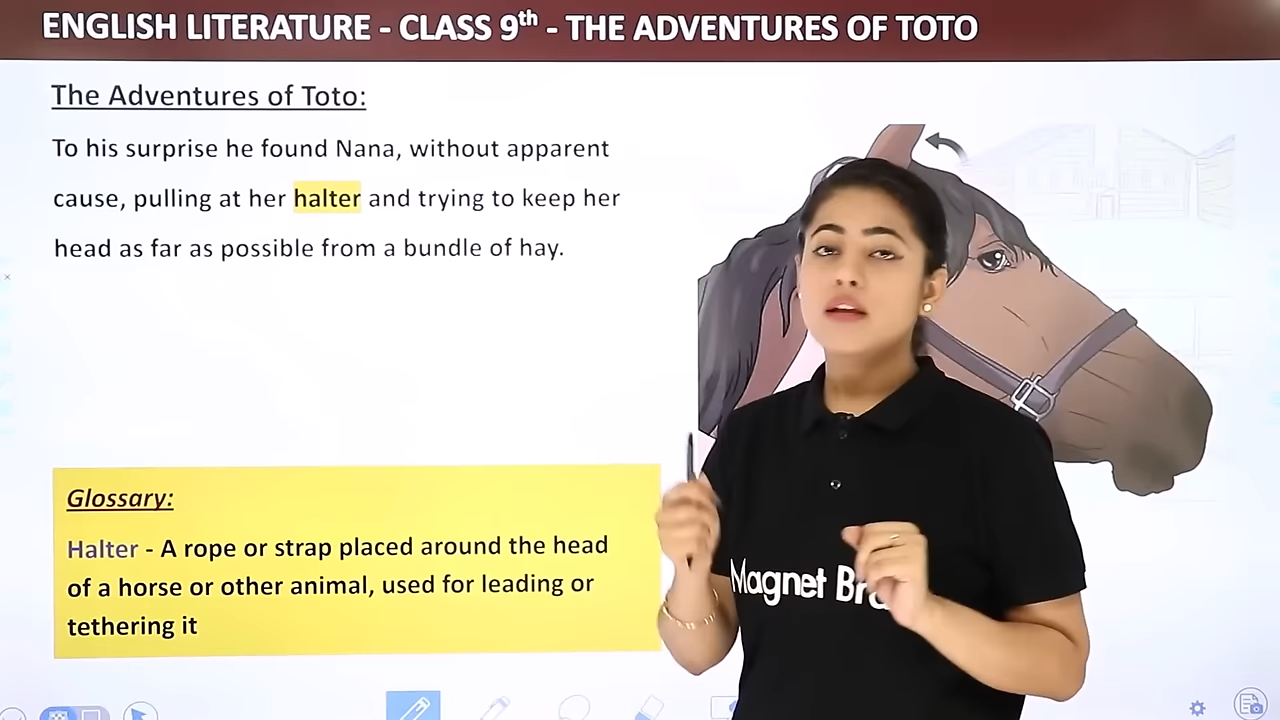 ENGLISH LITERATURE - CLASS 9th - THE ADVENTURES OF TOTO
The Adventures of Toto:
To his surprise he found Nana, without apparent
cause, pulling at her halter and trying to keep her
head as far as possible from a bundle of hay.
Glossary:
Halter - A rope or strap placed around the head
of a horse or other animal, used for leading or
tethering it
Magnet Bra